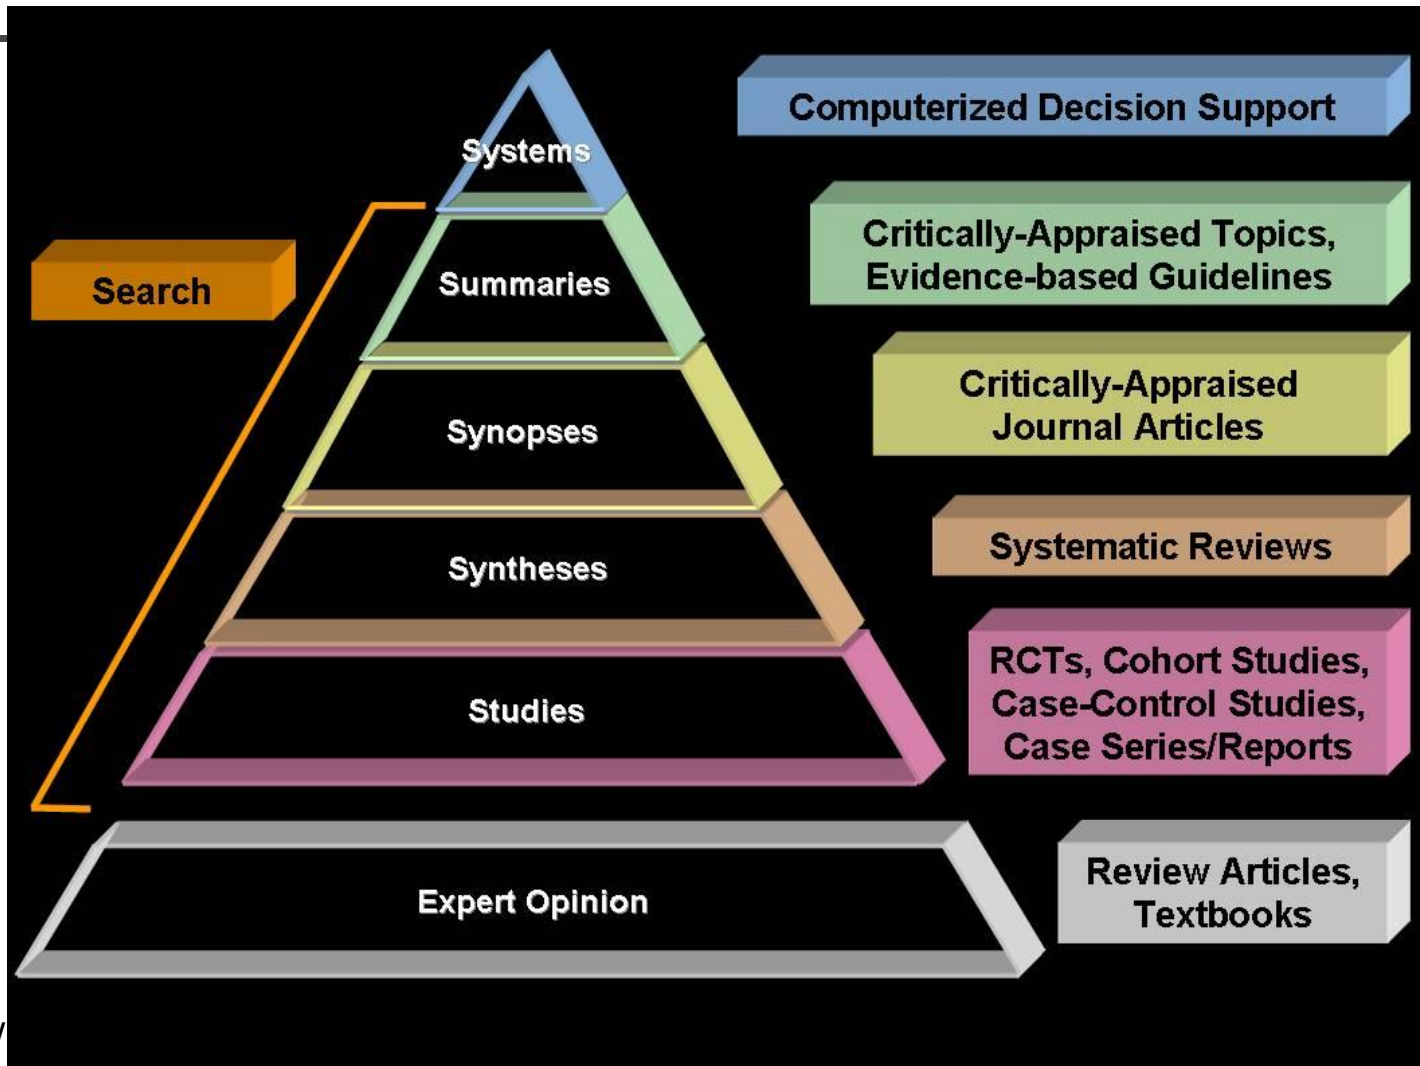 Systems
Computerized Decision Support
Search
Summaries
Critically-Appraised Topics,
Evidence-based Guidelines
Synopses
Critically-Appraised
Journal Articles
Syntheses
Systematic Reviews
Studies
RCTs, Cohort Studies,
Case-Control Studies,
Case Series/Reports
Expert Opinion
Review Articles,
Textbooks